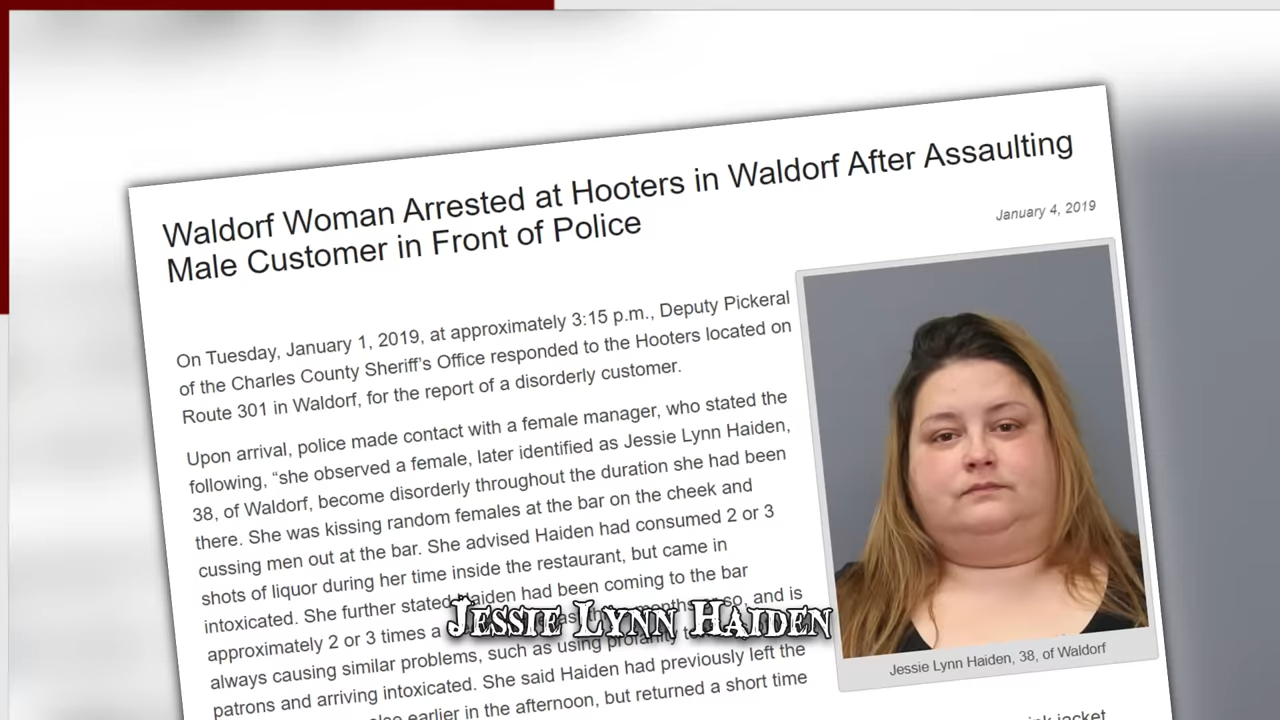 Waldorf Woman Arrested at Hooters in Waldorf After Assaulting
Male Customer in Front of Police
January 4, 2019
On Tuesday, January 1, 2019, at approximately 3:15 p.m., Deputy Pickeral
of the Charles County Sheriff's Office responded to the Hooters located on
Route 301 in Waldorf, for the report of a disorderly customer.
Upon arrival, police made contact with a female manager, who stated the
following, “she observed a female, later identified as Jessie Lynn Haiden,
38, of Waldorf, become disorderly throughout the duration she had been
there. She was kissing random females at the bar on the cheek and
cussing men out at the bar. She advised Haiden had consumed 2 or 3
shots of liquor during her time inside the restaurant, but came in
intoxicated. She further stated Haiden had been coming to the bar
approximately 2 or 3 times a so, and is
always causing similar problems, such as using profanity
patrons and arriving intoxicated. She said Haiden had previously left the
earlier in the afternoon, but returned a short time
Jessie Lynn Haiden
Jessie Lynn Haiden, 38, of Waldorf
jacket